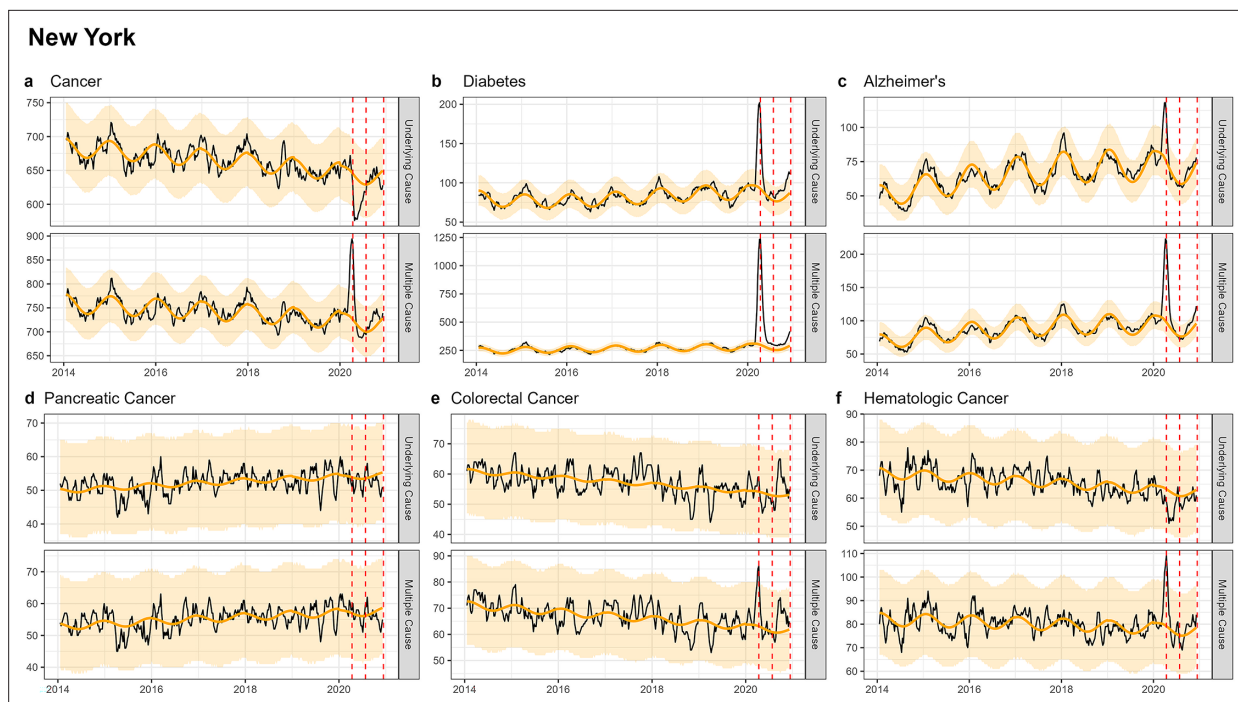 New York
a Cancer
750
700
650
600
Underlying Cause
900
850
800
750
700
650
Multiple Cause
2014 2016 2018 2020
b Diabetes
200
150
100
50
Underlying Cause
1250
1000
750
500
250
Multiple Cause
2014 2016 2018 2020
c Alzheimer's
100
75
50
Underlying Cause
200
150
100
50
Multiple Cause
2014 2016 2018 2020
d Pancreatic Cancer
70
60
50
40
Underlying Cause
70
60
50
40
Multiple Cause
2014 2016 2018 2020
e Colorectal Cancer
70
60
50
40
Underlying Cause
90
80
70
60
50
Multiple Cause
2014 2016 2018 2020
f Hematologic Cancer
90
80
70
60
50
Underlying Cause
110
100
90
80
70
60
Multiple Cause
2014 2016 2018 2020